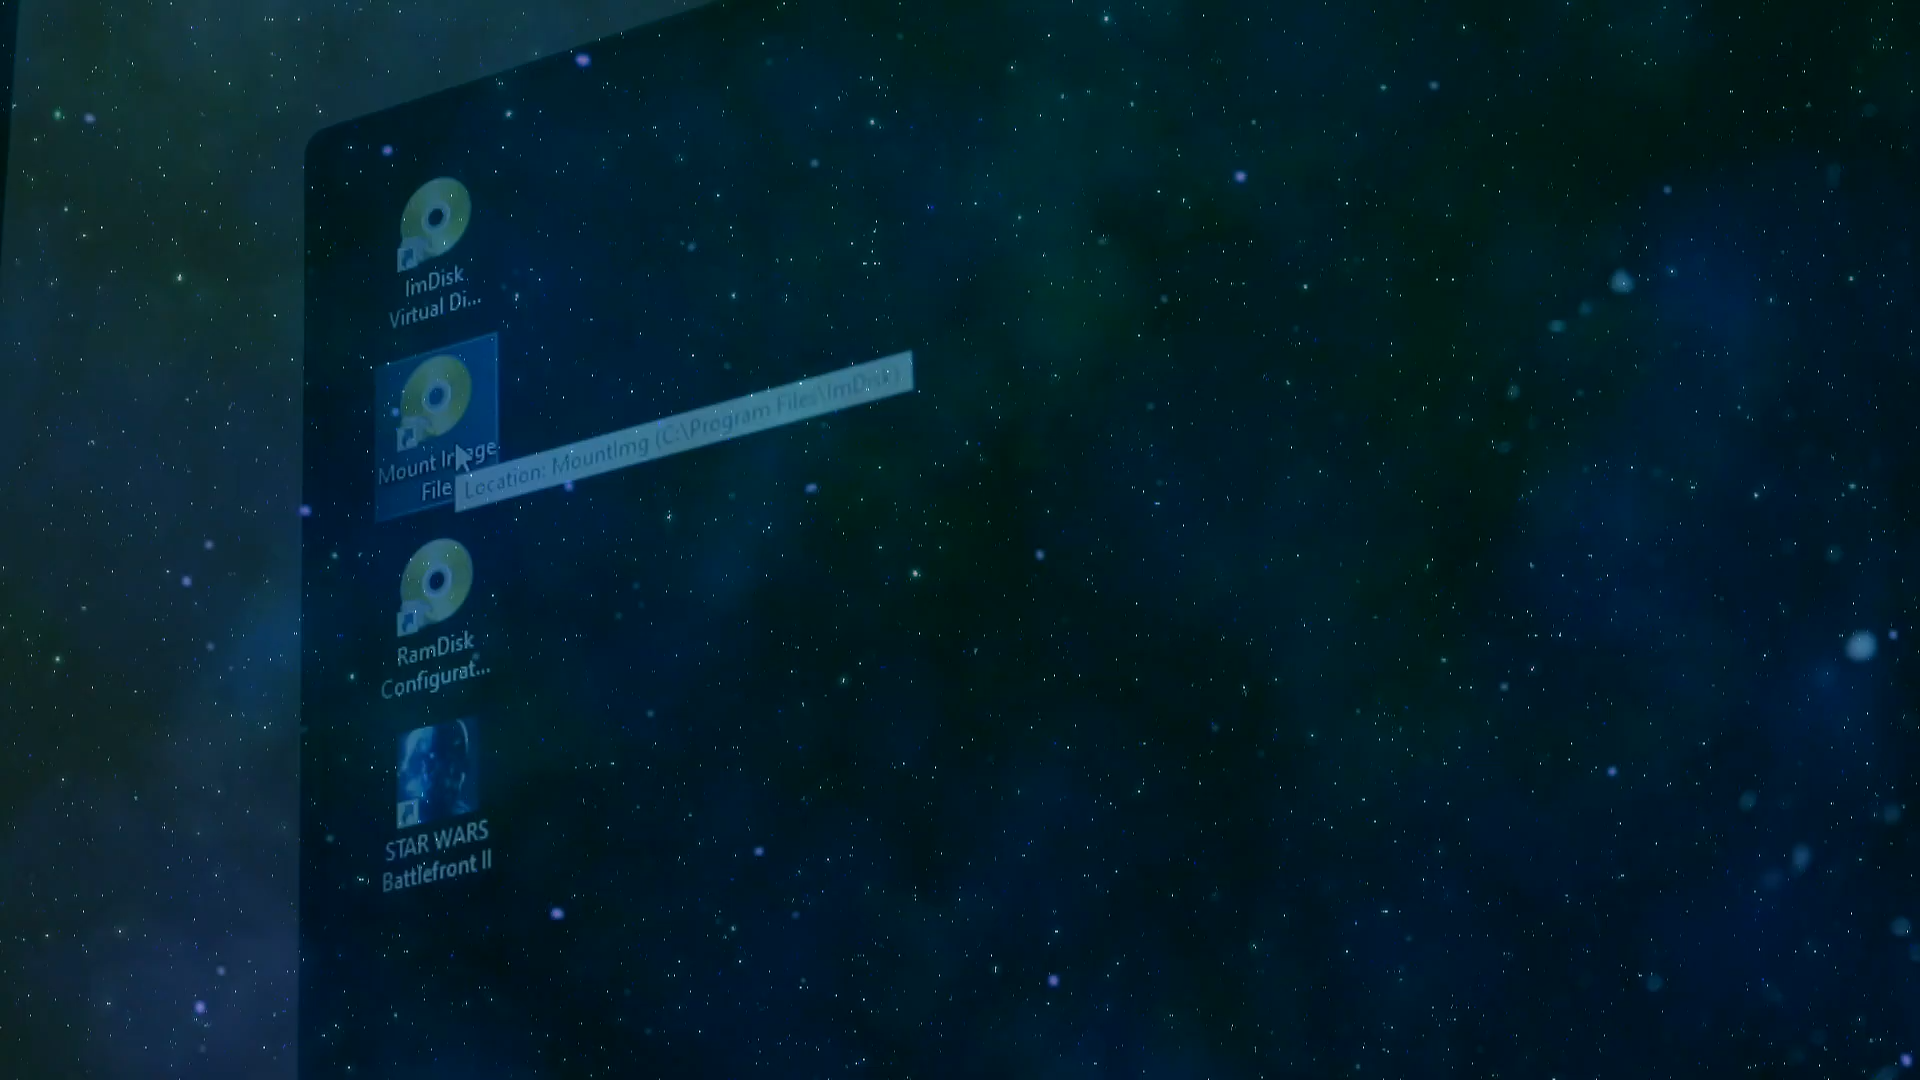 ImDisk
Virtual Di...
Mount Image
File
Location: MountImg (C:\Program Files\ImDisk)
RamDisk
Configurat...
STAR WARS
Battlefront II